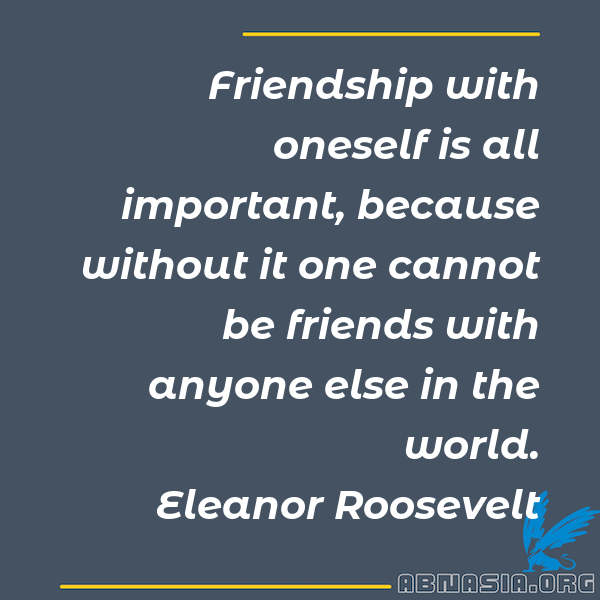 Friendship with
oneself is all
important, because
without it one cannot
be friends with
anyone else in the
world.
Eleanor Roosevelt
ABNASIA.ORG